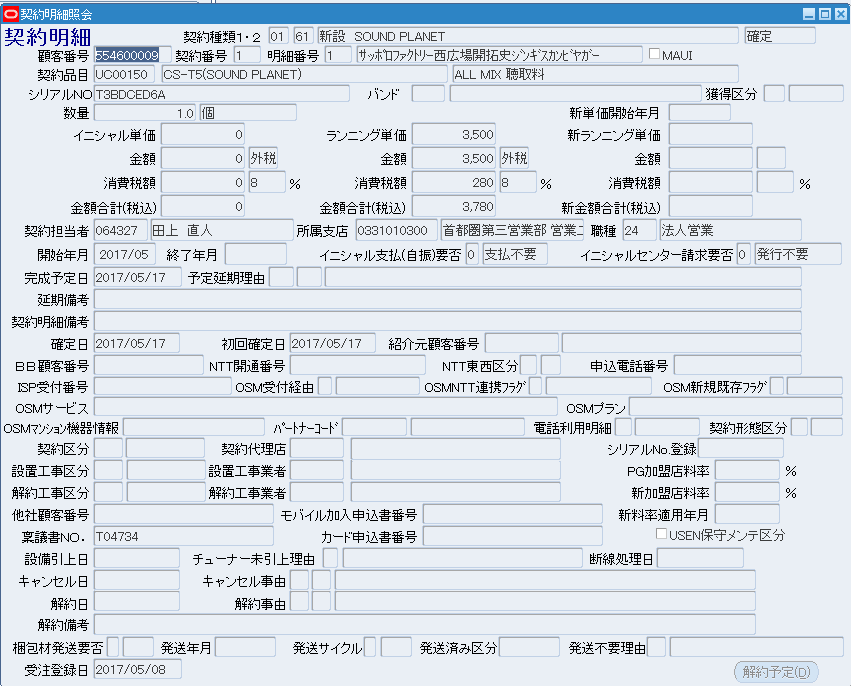 契約明細照会
契約明細 契約種類1・2 01 61 新設 SOUND PLANET 確定
顧客番号 554600009 契約番号 1 明細番号 1 ｻｯﾎﾟﾛﾌｧｸﾄﾘｰ西広場開拓史ｼﾞﾝｷﾞｽｶﾝﾋﾞﾔｶﾞｰ MAUI
契約品目 UC00150 CS-T5(SOUND PLANET) ALL MIX 聴取料
シリアルNO T3BDCED6A バンド 獲得区分
数量 1.0 個 新単価開始年月
イニシャル単価 0 ランニング単価 3,500 新ランニング単価
金額 0 外税 金額 3,500 外税 金額
消費税額 0 8 % 消費税額 280 8 % 消費税額 %
金額合計(税込) 0 金額合計(税込) 3,780 新金額合計(税込)
契約担当者 064327 田上 直人 所属支店 0331010300 首都圏第三営業部 営業 職種 24 法人営業
開始年月 2017/05 終了年月 イニシャル支払(自振)要否 0 支払不要 イニシャルセンター請求要否 0 発行不要
完成予定日 2017/05/17 予定延期理由
延期備考
契約明細備考
確定日 2017/05/17 初回確定日 2017/05/17 紹介元顧客番号
BB顧客番号 NTT開通番号 NTT東西区分 申込電話番号
ISP受付番号 OSM受付経由 OSMNTT連携ﾌﾗｸﾞ OSM新規既存ﾌﾗｸﾞ
OSMサービス OSMプラン
OSMﾏﾝｼｮﾝ機器情報 ﾊﾟｰﾄﾅｰｺｰﾄﾞ 電話利用明細 契約形態区分
契約区分 契約代理店 シリアルNo.登録
設置工事区分 設置工事業者 PG加盟店料率 %
解約工事区分 解約工事業者 新加盟店料率 %
他社顧客番号 モバイル加入申込書番号 新料率適用年月
稟議書NO. T04734 カード申込書番号 USEN保守メンテ区分
設備引上日 チューナー未引上理由 断線処理日
キャンセル日 キャンセル事由
解約日 解約事由
解約備考
梱包材発送要否 発送年月 発送サイクル 発送済み区分 発送不要理由
受注登録日 2017/05/08 解約予定(D)